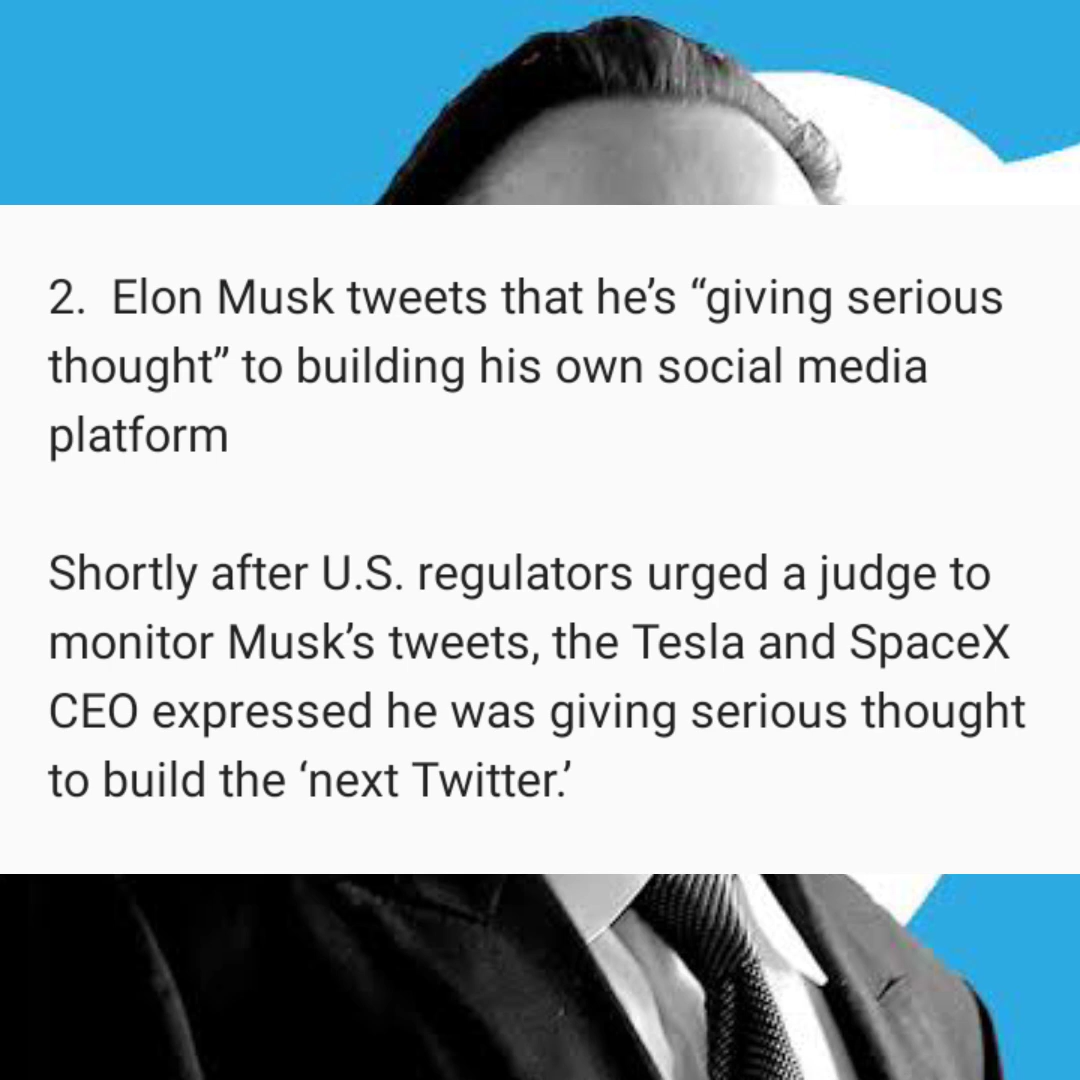 2. Elon Musk tweets that he’s “giving serious
thought” to building his own social media
platform
Shortly after U.S. regulators urged a judge to
monitor Musk’s tweets, the Tesla and SpaceX
CEO expressed he was giving serious thought
to build the ‘next Twitter.’